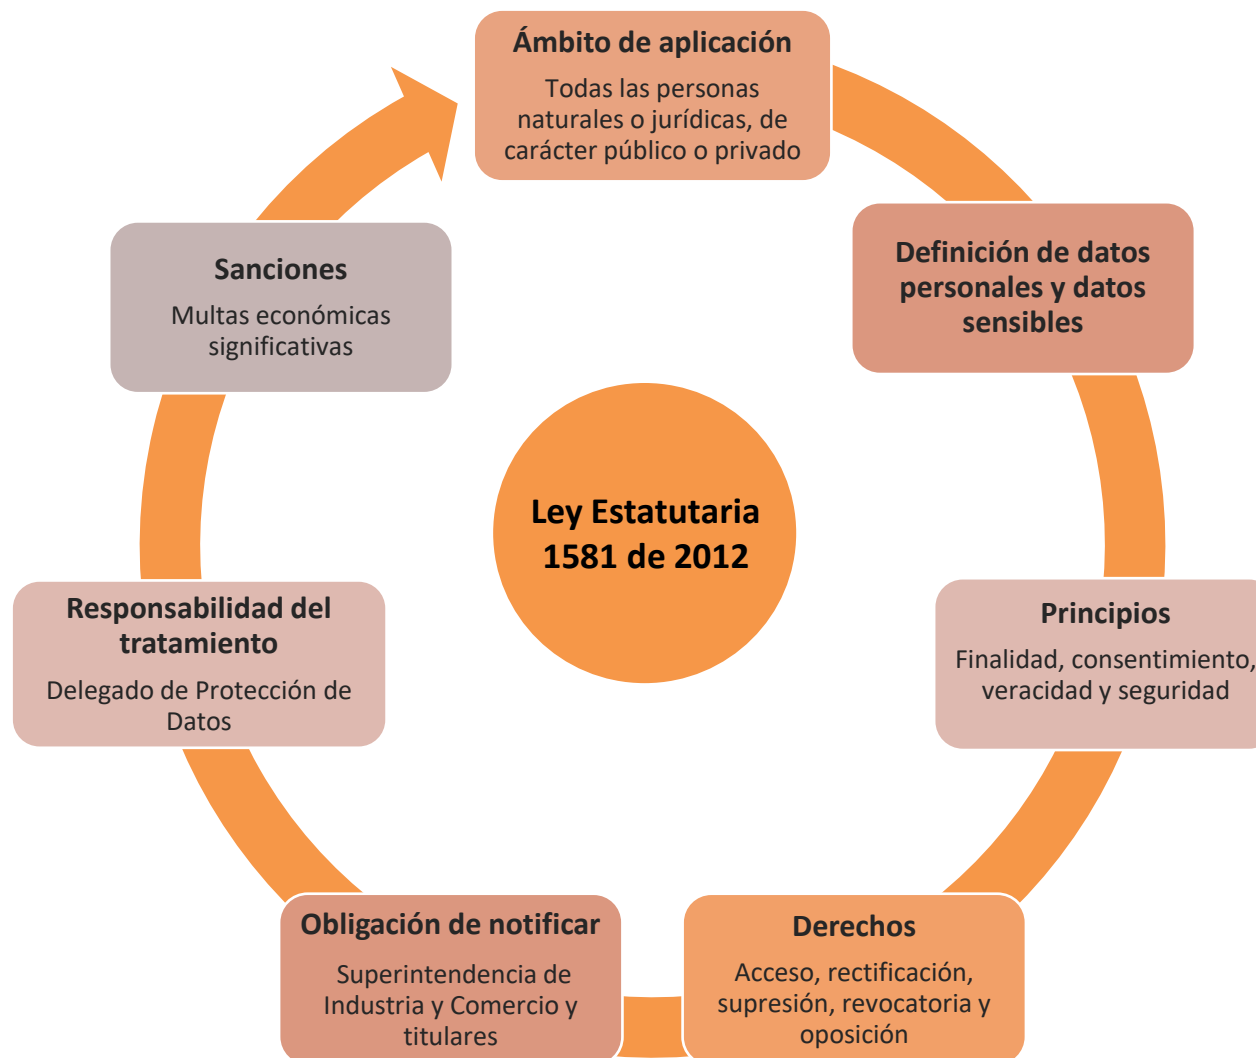 Ámbito de aplicación
Todas las personas
naturales o jurídicas, de
carácter público o privado
Definición de datos
personales y datos
sensibles
Principios
Finalidad, consentimiento,
veracidad y seguridad
Derechos
Acceso, rectificación,
supresión, revocatoria y
oposición
Obligación de notificar
Superintendencia de
Industria y Comercio y
titulares
Responsabilidad del
tratamiento
Delegado de Protección de
Datos
Sanciones
Multas económicas
significativas
Ley Estatutaria
1581 de 2012